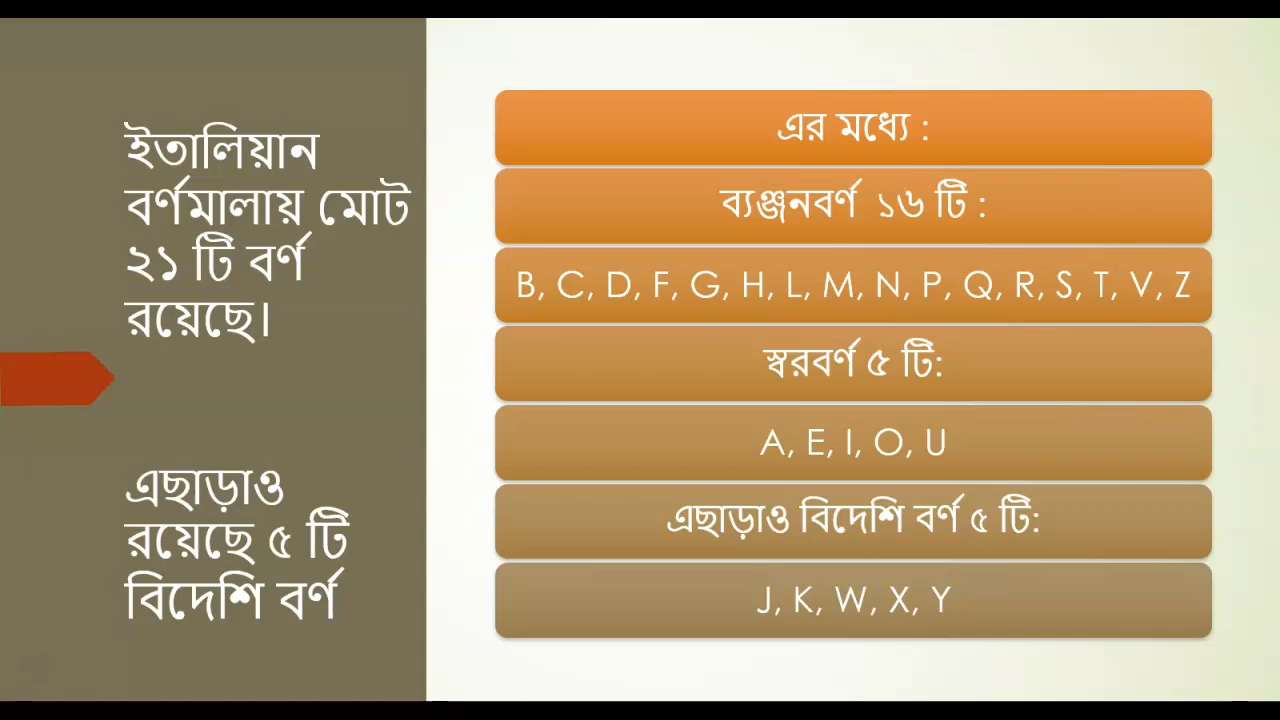 ইতালিয়ান
বর্ণমালায় মোট
২১ টি বর্ণ
রয়েছে।
এছাড়াও
রয়েছে ৫ টি
বিদেশি বর্ণ
এর মধ্যে :
ব্যঞ্জনবর্ণ ১৬ টি :
B, C, D, F, G, H, L, M, N, P, Q, R, S, T, V, Z
স্বরবর্ণ ৫ টি:
A, E, I, O, U
এছাড়াও বিদেশি বর্ণ ৫ টি:
J, K, W, X, Y